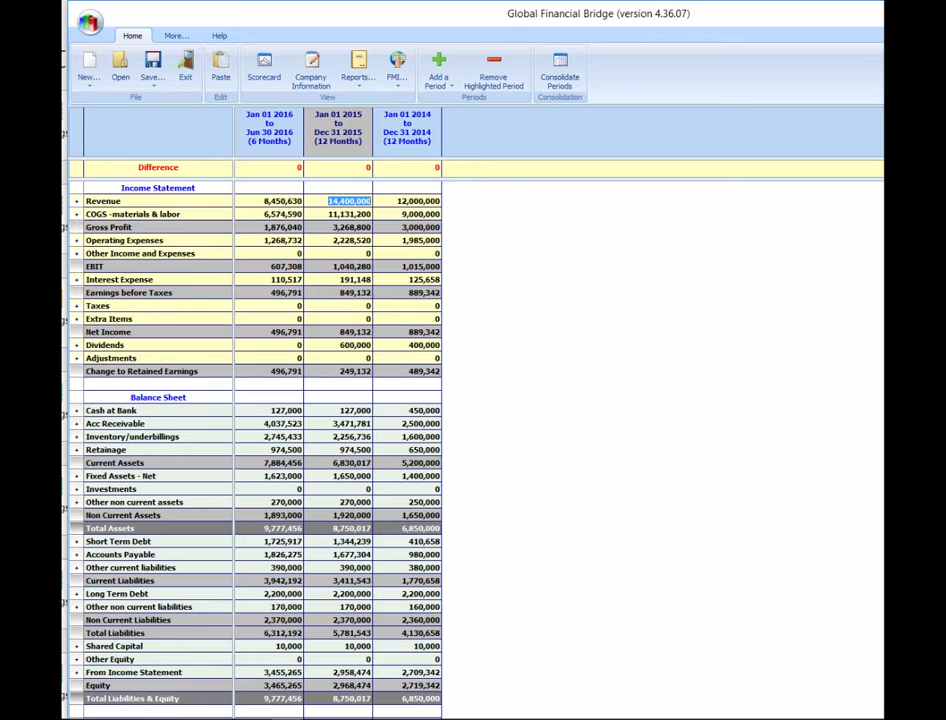 Global Financial Bridge (version 4.36.07)
Home More... Help
New... Open Save... Exit Paste Scorecard Company Information Reports... FMI... Add a Period Remove Highlighted Period Consolidate Periods
File Edit View Periods Consolidation
Jan 01 2016 to Jun 30 2016 (6 Months) Jan 01 2015 to Dec 31 2015 (12 Months) Jan 01 2014 to Dec 31 2014 (12 Months)
Difference 0 0 0
Income Statement
+ Revenue 8,450,630 14,400,000 12,000,000
+ COGS -materials & labor 6,574,590 11,131,200 9,000,000
Gross Profit 1,876,040 3,268,800 3,000,000
+ Operating Expenses 1,268,732 2,228,520 1,985,000
+ Other Income and Expenses 0 0 0
EBIT 607,308 1,040,280 1,015,000
+ Interest Expense 110,517 191,148 125,658
Earnings before Taxes 496,791 849,132 889,342
+ Taxes 0 0 0
+ Extra Items 0 0 0
Net Income 496,791 849,132 889,342
+ Dividends 0 600,000 400,000
+ Adjustments 0 0 0
Change to Retained Earnings 496,791 249,132 489,342
Balance Sheet
+ Cash at Bank 127,000 127,000 450,000
+ Acc Receivable 4,037,523 3,471,781 2,500,000
+ Inventory/underbillings 2,745,433 2,256,736 1,600,000
+ Retainage 974,500 974,500 650,000
Current Assets 7,884,456 6,830,017 5,200,000
+ Fixed Assets - Net 1,623,000 1,650,000 1,400,000
+ Investments 0 0 0
+ Other non current assets 270,000 270,000 250,000
Non Current Assets 1,893,000 1,920,000 1,650,000
Total Assets 9,777,456 8,750,017 6,850,000
+ Short Term Debt 1,725,917 1,344,239 410,658
+ Accounts Payable 1,826,275 1,677,304 980,000
+ Other current liabilities 390,000 390,000 380,000
Current Liabilities 3,942,192 3,411,543 1,770,658
+ Long Term Debt 2,200,000 2,200,000 2,200,000
+ Other non current liabilities 170,000 170,000 160,000
Non Current Liabilities 2,370,000 2,370,000 2,360,000
Total Liabilities 6,312,192 5,781,543 4,130,658
+ Shared Capital 10,000 10,000 10,000
+ Other Equity 0 0 0
+ From Income Statement 3,455,265 2,958,474 2,709,342
Equity 3,465,265 2,968,474 2,719,342
Total Liabilities & Equity 9,777,456 8,750,017 6,850,000